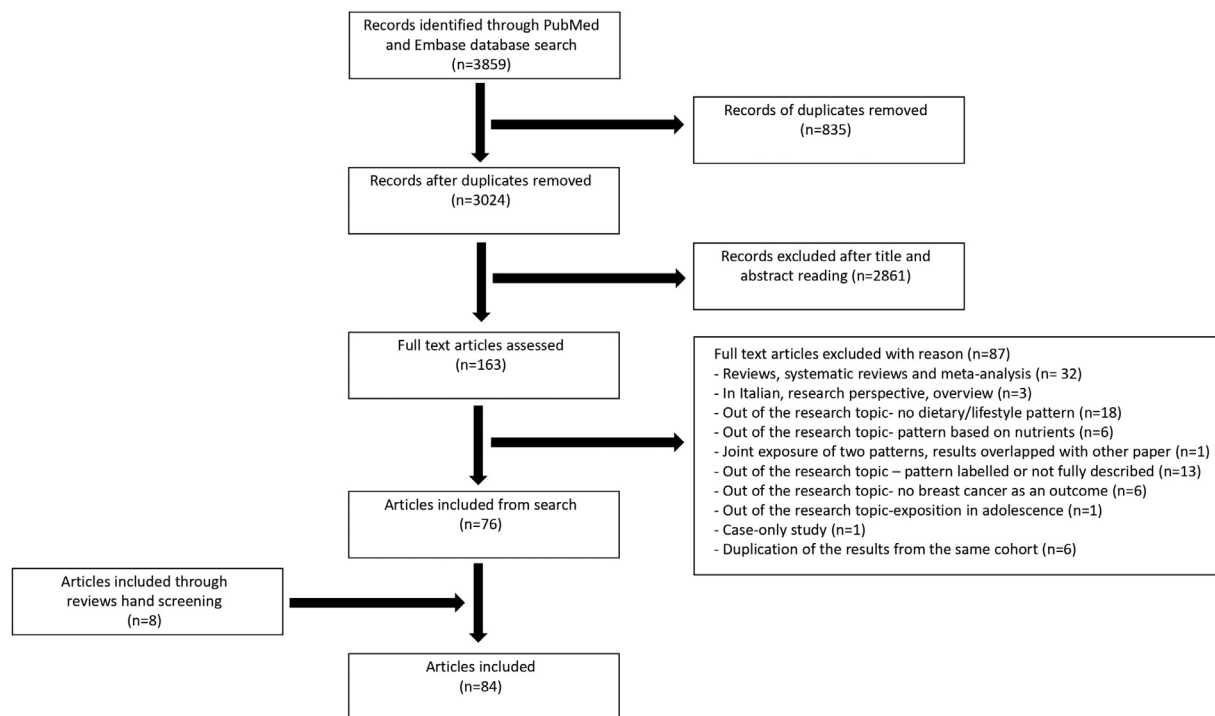 Records identified through PubMed
and Embase database search
(n=3859)
Records of duplicates removed
(n=835)
Records after duplicates removed
(n=3024)
Records excluded after title and
abstract reading (n=2861)
Full text articles assessed
(n=163)
Full text articles excluded with reason (n=87)
- Reviews, systematic reviews and meta-analysis (n= 32)
- In Italian, research perspective, overview (n=3)
- Out of the research topic- no dietary/lifestyle pattern (n=18)
- Out of the research topic- pattern based on nutrients (n=6)
- Joint exposure of two patterns, results overlapped with other paper (n=1)
- Out of the research topic – pattern labelled or not fully described (n=13)
- Out of the research topic- no breast cancer as an outcome (n=6)
- Out of the research topic-exposition in adolescence (n=1)
- Case-only study (n=1)
- Duplication of the results from the same cohort (n=6)
Articles included from search
(n=76)
Articles included through
reviews hand screening
(n=8)
Articles included
(n=84)